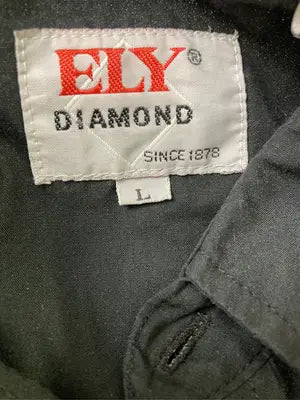 ELY®
DIAMOND
SINCE 1878
L